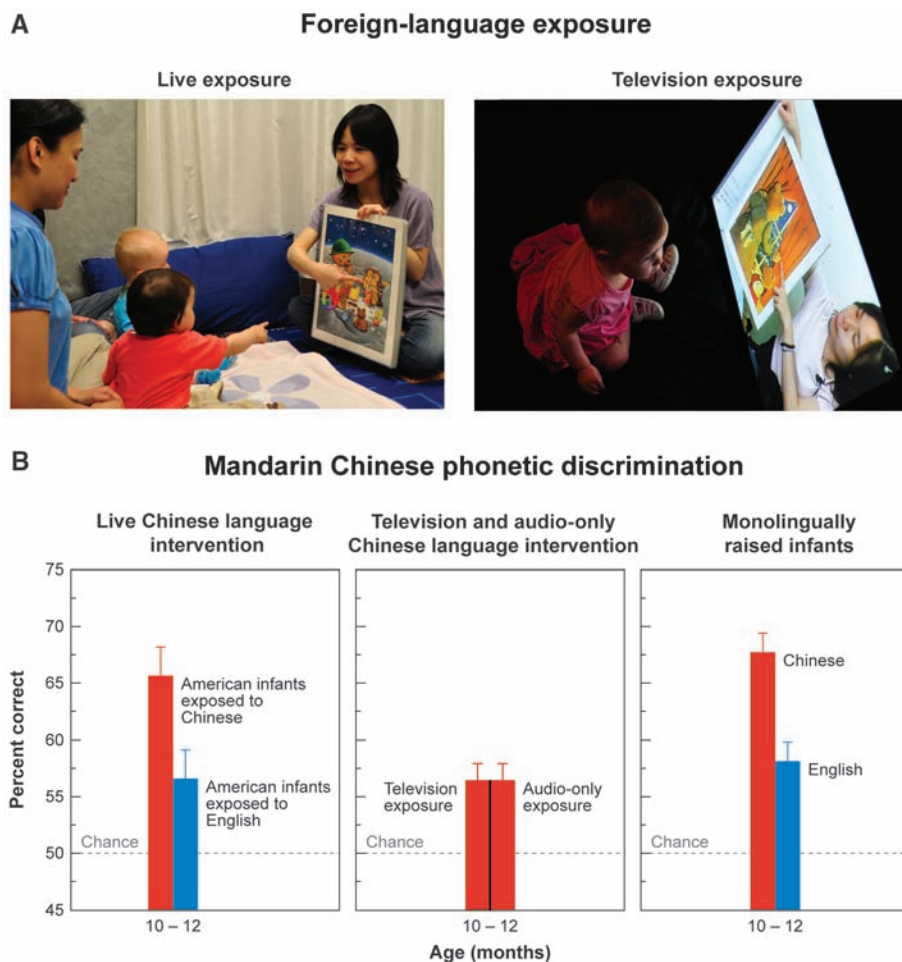 A
Foreign-language exposure
Live exposure
Television exposure
B
Mandarin Chinese phonetic discrimination
Live Chinese language
intervention
Television and audio-only
Chinese language intervention
Monolingually
raised infants
Percent correct
75
70
65
60
55
50
45
American infants
exposed to
Chinese
American infants
exposed to
English
Chance
10 – 12
Television
exposure
Audio-only
exposure
Chance
10 – 12
Chinese
English
Chance
10 – 12
Age (months)